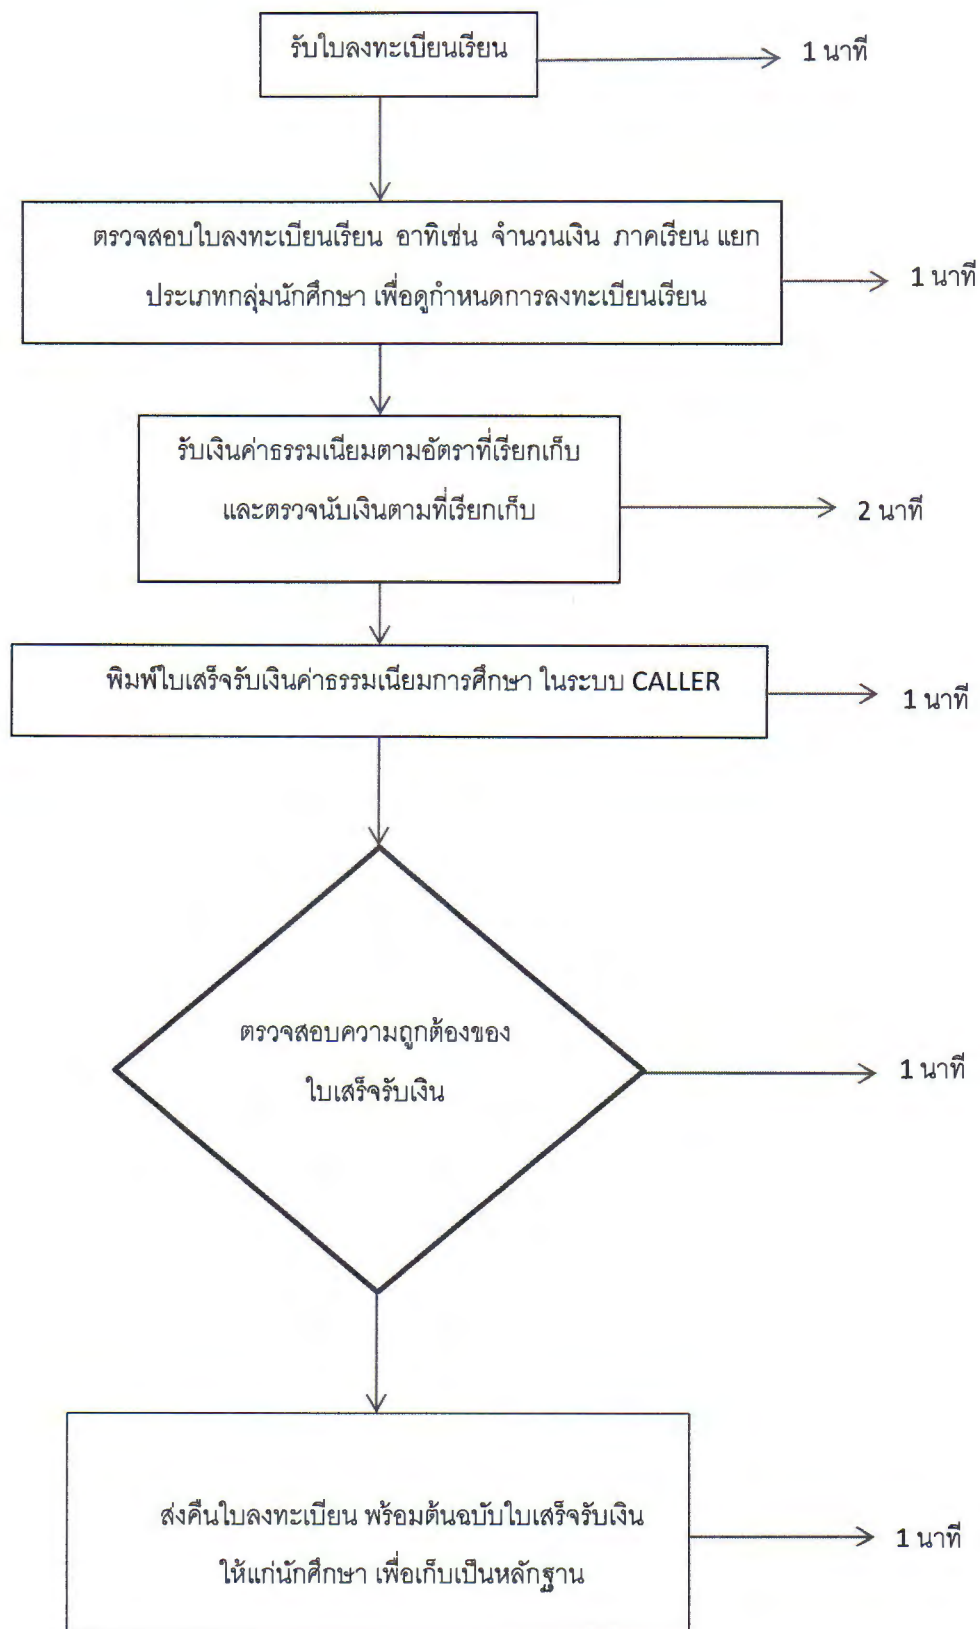 รับใบลงทะเบียนเรียน
1 นาที
ตรวจสอบใบลงทะเบียนเรียน อาทิเช่น จำนวนเงิน ภาคเรียน แยก
ประเภทกลุ่มนักศึกษา เพื่อดูกำหนดการลงทะเบียนเรียน
1 นาที
รับเงินค่าธรรมเนียมตามอัตราที่เรียกเก็บ
และตรวจนับเงินตามที่เรียกเก็บ
2 นาที
พิมพ์ใบเสร็จรับเงินค่าธรรมเนียมการศึกษา ในระบบ CALLER
1 นาที
ตรวจสอบความถูกต้องของ
ใบเสร็จรับเงิน
1 นาที
ส่งคืนใบลงทะเบียน พร้อมต้นฉบับใบเสร็จรับเงิน
ให้แก่นักศึกษา เพื่อเก็บเป็นหลักฐาน
1 นาที